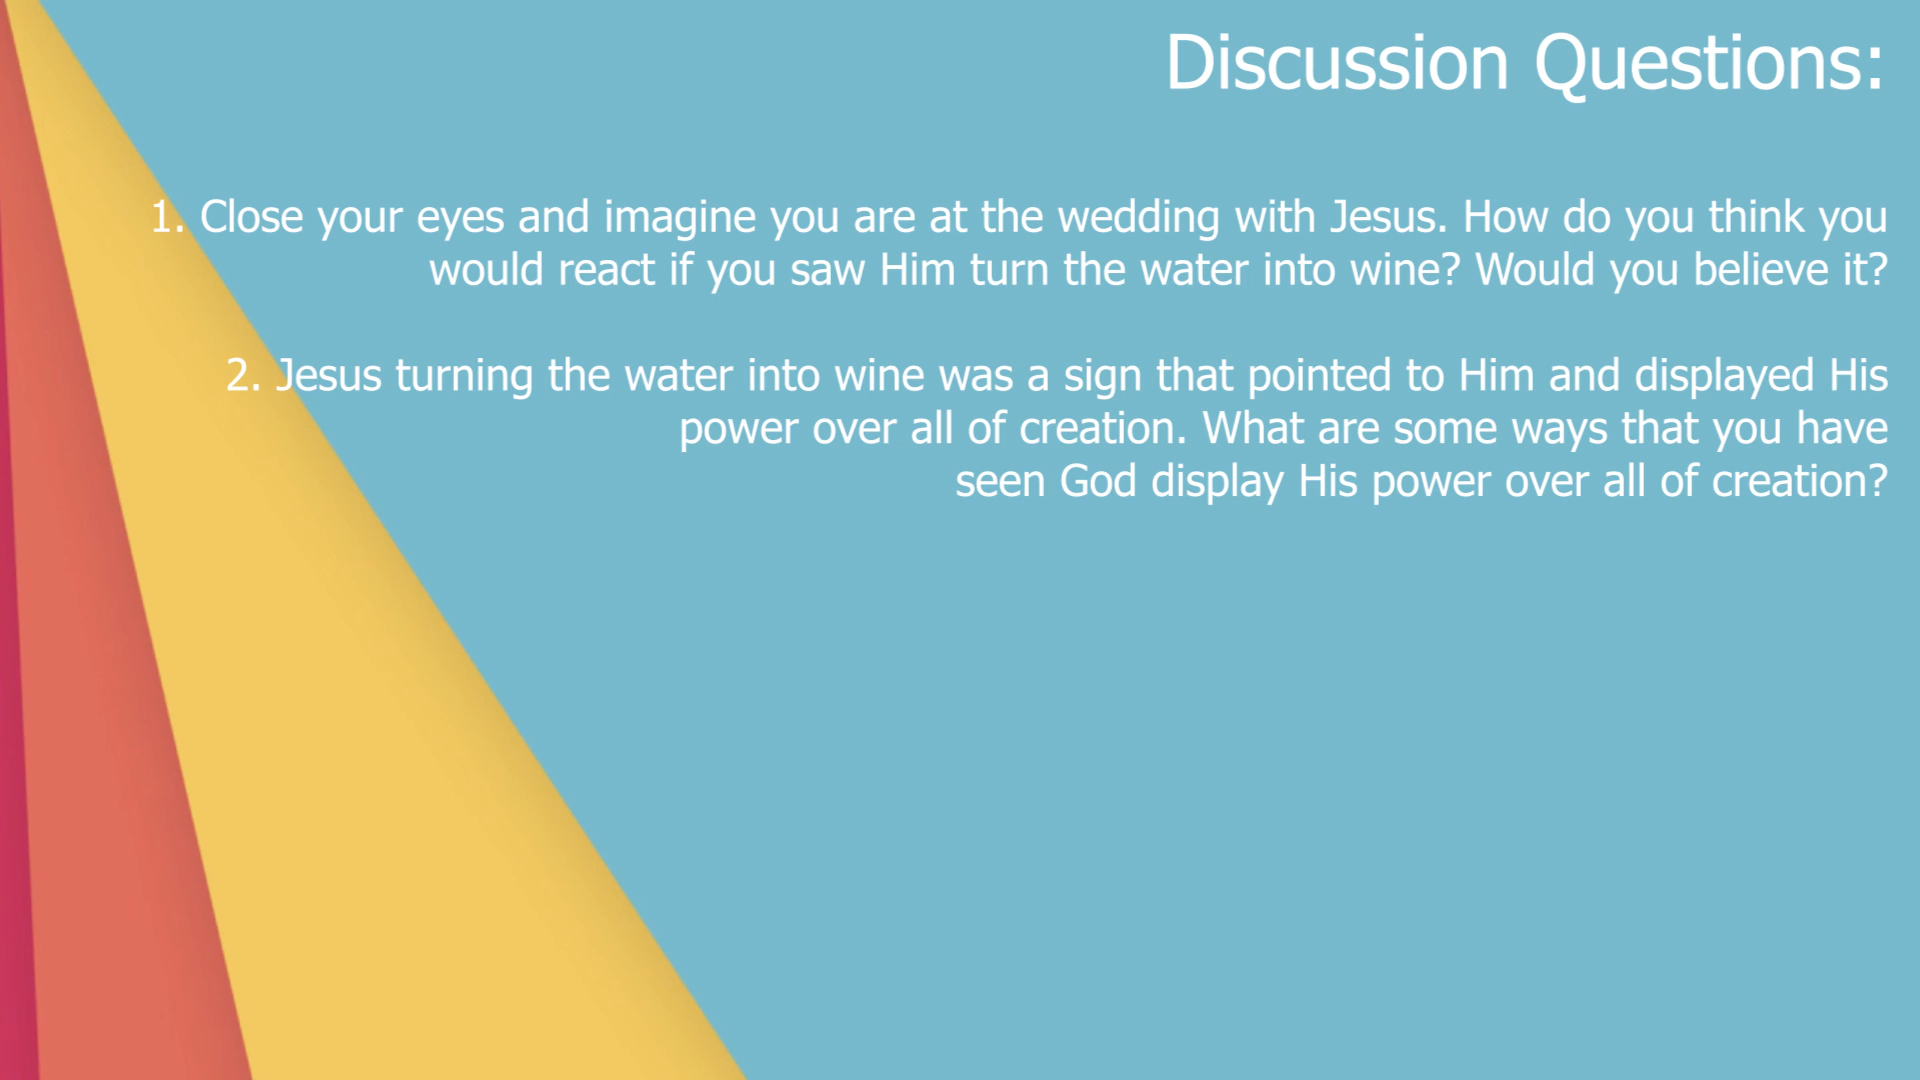 Discussion Questions:
1. Close your eyes and imagine you are at the wedding with Jesus. How do you think you
would react if you saw Him turn the water into wine? Would you believe it?
2. Jesus turning the water into wine was a sign that pointed to Him and displayed His
power over all of creation. What are some ways that you have
seen God display His power over all of creation?